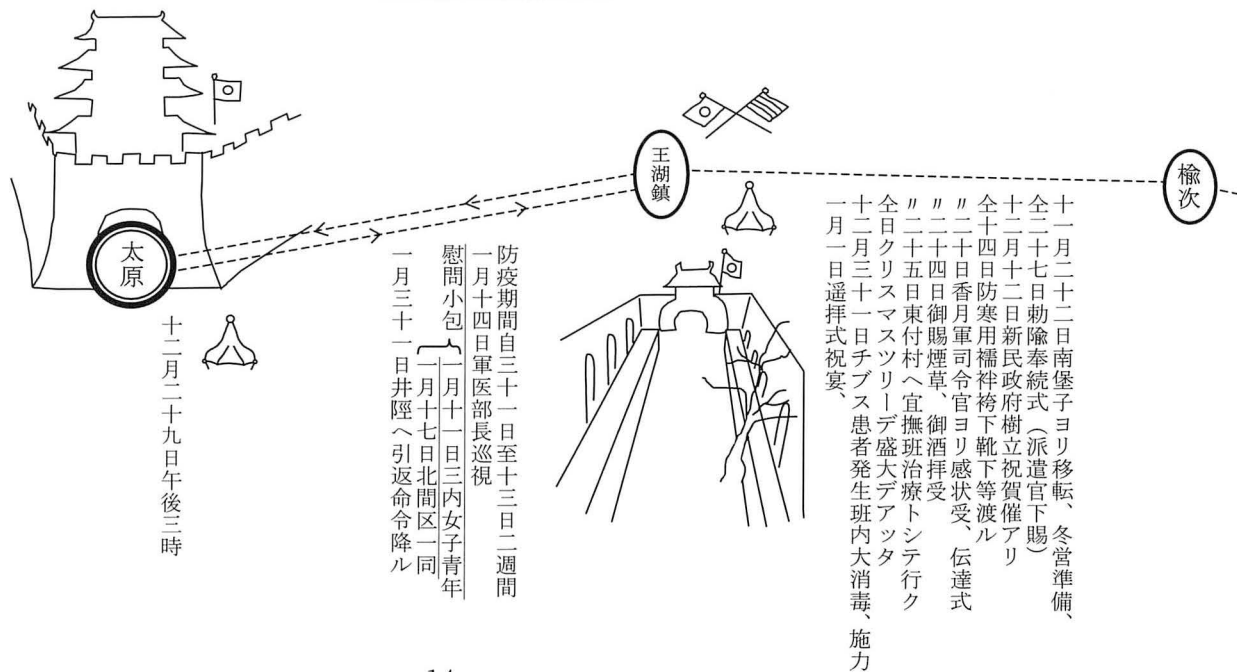 楡次
王湖鎮
太原
十一月二十二日南堡子ヨリ移転、冬営準備、
仝二十七日勅隃奉続式（派遣官下賜）
十二月十二日新民政府樹立祝賀催アリ
仝十四日防寒用襦袢袴下靴下等渡ル
〃二十日香月軍司令官ヨリ感状受、伝達式
〃二十四日御賜煙草、御酒拝受
〃二十五日東付村へ宜撫班治療トシテ行ク
仝日クリスマスツリーデ盛大デアッタ
十二月三十一日チブス患者発生班内大消毒、施力
一月一日遥拝式祝宴、
防疫期間自三十一日至十三日二週間
一月十四日軍医部長巡視
慰問小包
一月十一日三内女子青年
一月十七日北間区一同
一月三十一日井陘へ引返命令降ル
十二月二十九日午後三時